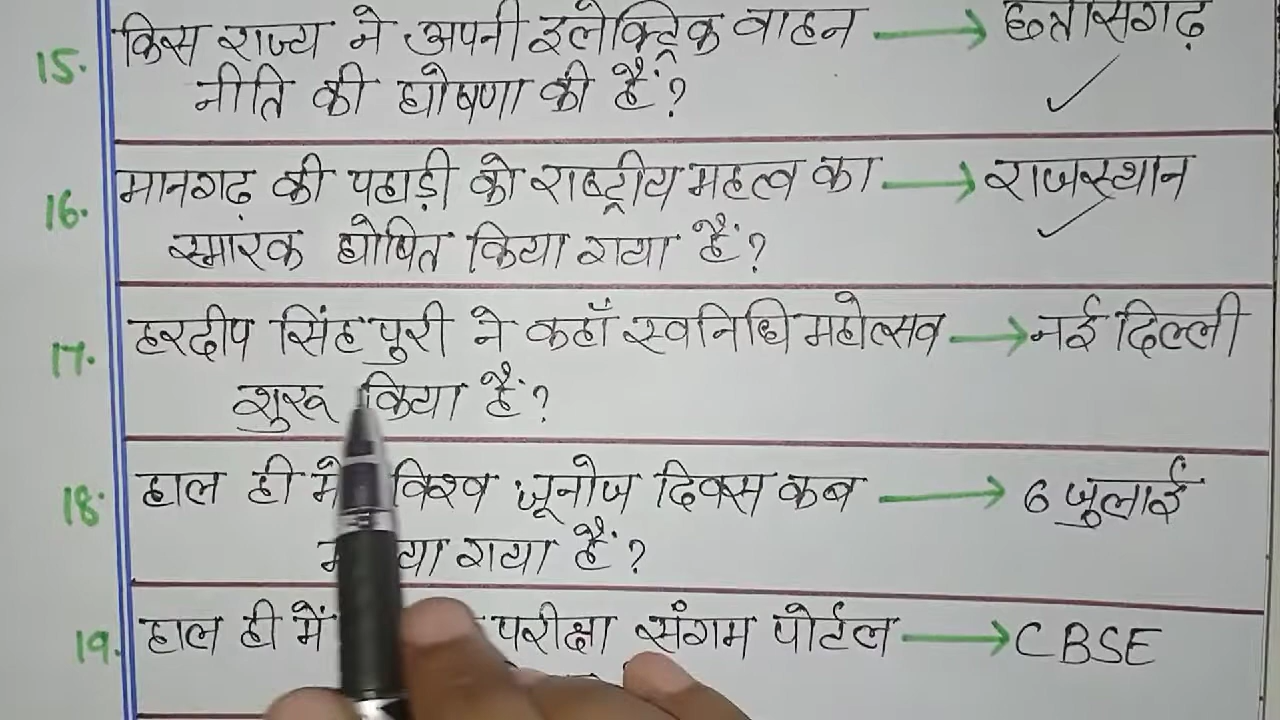 15. किस राज्य ने अपनी इलेक्ट्रिक वाहन → छत्तीसगढ़
नीति की घोषणा की हैं?
16. मानगढ़ की पहाड़ी को राष्ट्रीय महत्व का → राजस्थान
स्मारक घोषित किया गया हैं?
17. हरदीप सिंह पुरी ने कहाँ स्वनिधि महोत्सव → नई दिल्ली
शुरू किया हैं?
18. हाल ही में विश्व जूनोज दिवस कब → 6 जुलाई
गया हैं?
19. हाल ही में परीक्षा संगम पोर्टल → CBSE